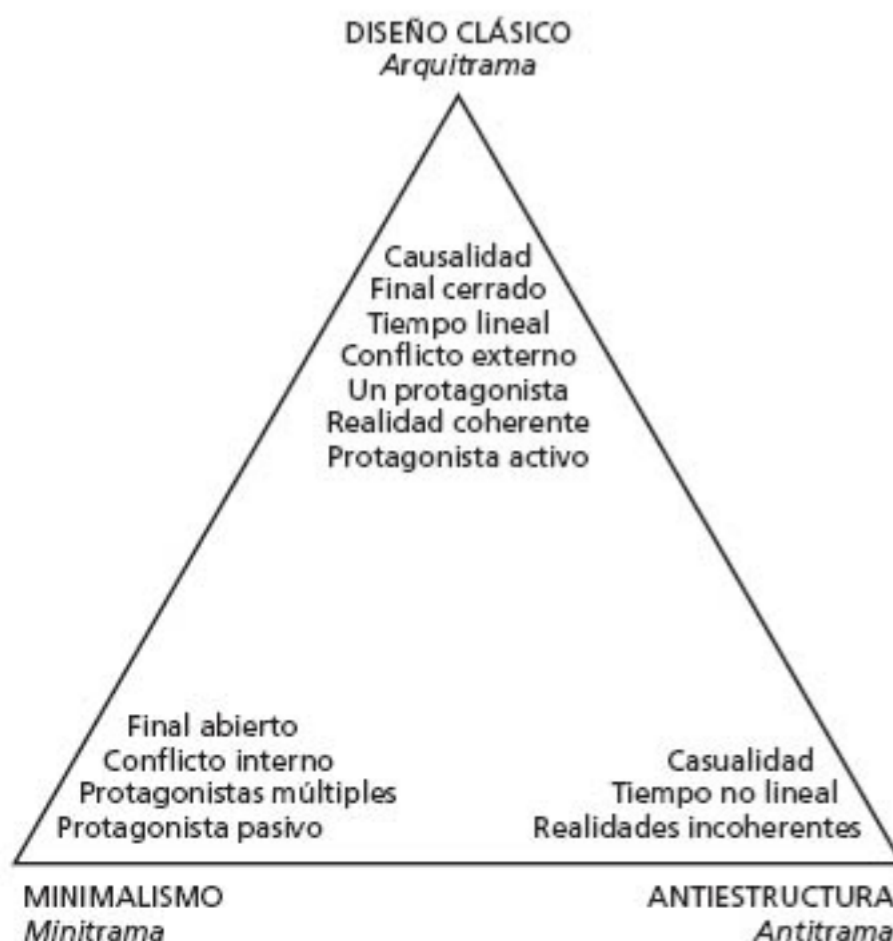 DISEÑO CLÁSICO
Arquitrama
Causalidad
Final cerrado
Tiempo lineal
Conflicto externo
Un protagonista
Realidad coherente
Protagonista activo
Final abierto
Conflicto interno
Protagonistas múltiples
Protagonista pasivo
Casualidad
Tiempo no lineal
Realidades incoherentes
MINIMALISMO
Minitrama
ANTIESTRUCTURA
Antitrama